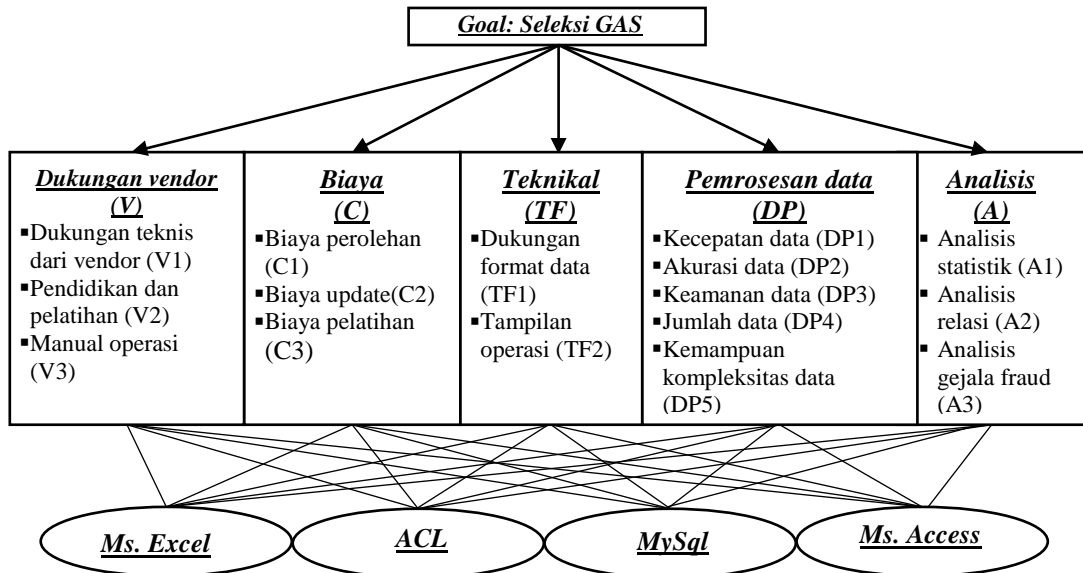 Goal: Seleksi GAS
Dukungan vendor
(V)
▪Dukungan teknis
dari vendor (V1)
▪Pendidikan dan
pelatihan (V2)
▪Manual operasi
(V3)
Biaya
(C)
▪Biaya perolehan
(C1)
▪Biaya update(C2)
▪Biaya pelatihan
(C3)
Teknikal
(TF)
▪Dukungan
format data
(TF1)
▪Tampilan
operasi (TF2)
Pemrosesan data
(DP)
▪Kecepatan data (DP1)
▪Akurasi data (DP2)
▪Keamanan data (DP3)
▪Jumlah data (DP4)
▪Kemampuan
kompleksitas data
(DP5)
Analisis
(A)
▪ Analisis
statistik (A1)
▪ Analisis
relasi (A2)
▪ Analisis
gejala fraud
(A3)
Ms. Excel
ACL
MySql
Ms. Access